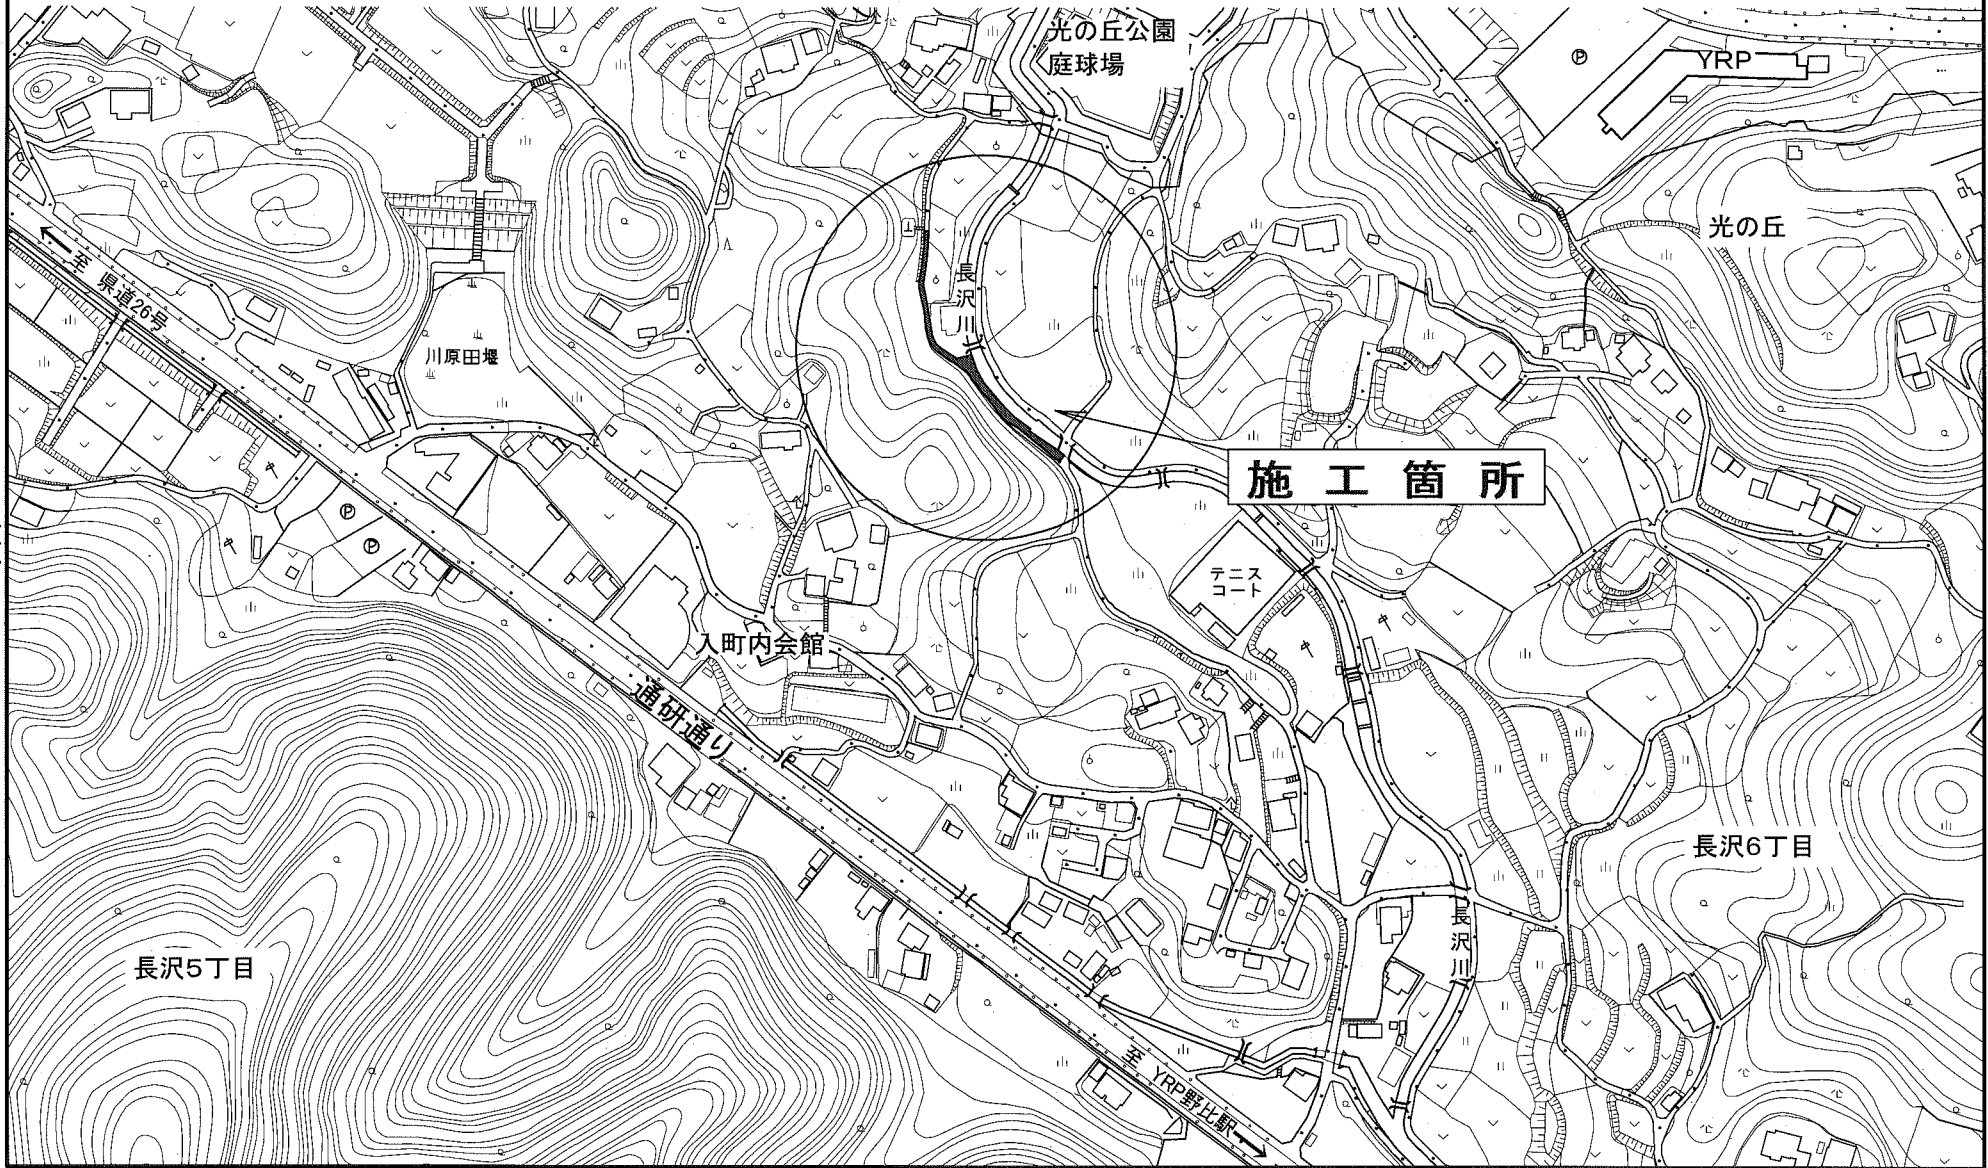 光の丘公園
庭球場
YRP
Ⓟ
光の丘
至 県道26号
川原田堰
長沢川
施工箇所
Ⓟ
Ⓟ
テニス
コート
入町内会館
通研通り
長沢6丁目
長沢川
長沢5丁目
至 YRP野比駅